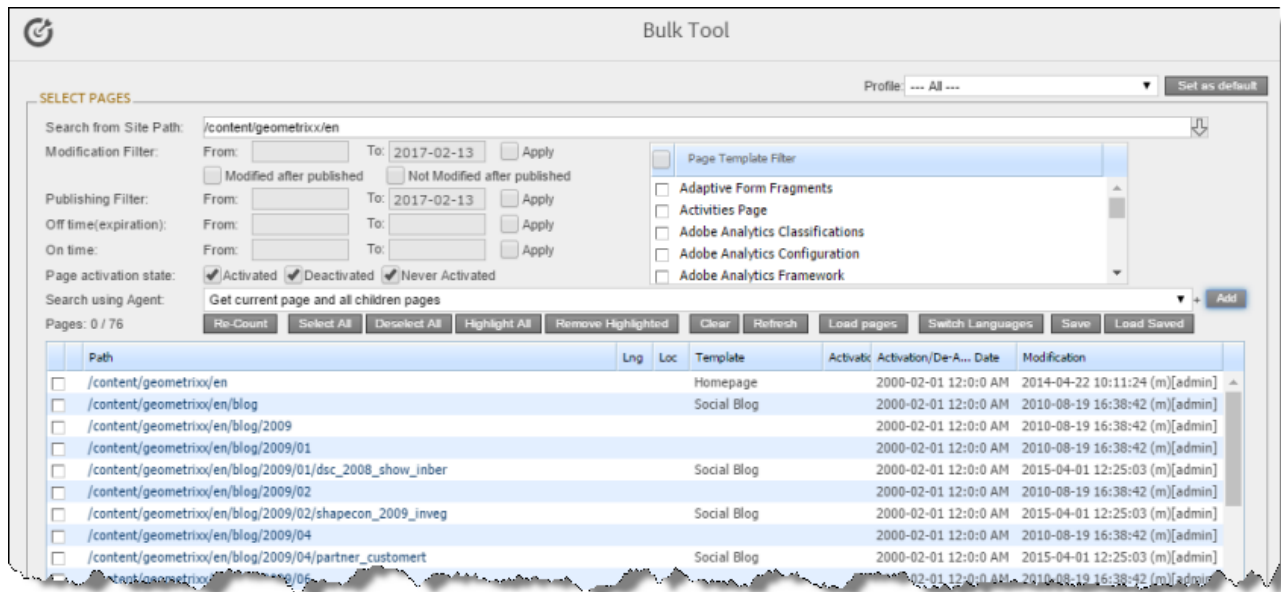 Bulk Tool
Profile: --- All --- Set as default
SELECT PAGES
Search from Site Path: /content/geometrixx/en
Modification Filter: From: To: 2017-02-13 Apply
Modified after published Not Modified after published
Publishing Filter: From: To: 2017-02-13 Apply
Off time(expiration): From: To: Apply
On time: From: To: Apply
Page activation state: Activated Deactivated Never Activated
Page Template Filter
Adaptive Form Fragments
Activities Page
Adobe Analytics Classifications
Adobe Analytics Configuration
Adobe Analytics Framework
Search using Agent: Get current page and all children pages + Add
Pages: 0 / 76 Re-Count Select All Deselect All Highlight All Remove Highlighted Clear Refresh Load pages Switch Languages Save Load Saved
Path Lng Loc Template Activatic Activation/De-A... Date Modification
/content/geometrixx/en Homepage 2000-02-01 12:0:0 AM 2014-04-22 10:11:24 (m)[admin]
/content/geometrixx/en/blog Social Blog 2000-02-01 12:0:0 AM 2010-08-19 16:38:42 (m)[admin]
/content/geometrixx/en/blog/2009 2000-02-01 12:0:0 AM 2010-08-19 16:38:42 (m)[admin]
/content/geometrixx/en/blog/2009/01 2000-02-01 12:0:0 AM 2010-08-19 16:38:42 (m)[admin]
/content/geometrixx/en/blog/2009/01/dsc_2008_show_inber Social Blog 2000-02-01 12:0:0 AM 2015-04-01 12:25:03 (m)[admin]
/content/geometrixx/en/blog/2009/02 2000-02-01 12:0:0 AM 2010-08-19 16:38:42 (m)[admin]
/content/geometrixx/en/blog/2009/02/shapecon_2009_inveg Social Blog 2000-02-01 12:0:0 AM 2015-04-01 12:25:03 (m)[admin]
/content/geometrixx/en/blog/2009/04 2000-02-01 12:0:0 AM 2010-08-19 16:38:42 (m)[admin]
/content/geometrixx/en/blog/2009/04/partner_customert Social Blog 2000-02-01 12:0:0 AM 2015-04-01 12:25:03 (m)[admin]
12:0:0 AM 2010-08-19 16:38:42